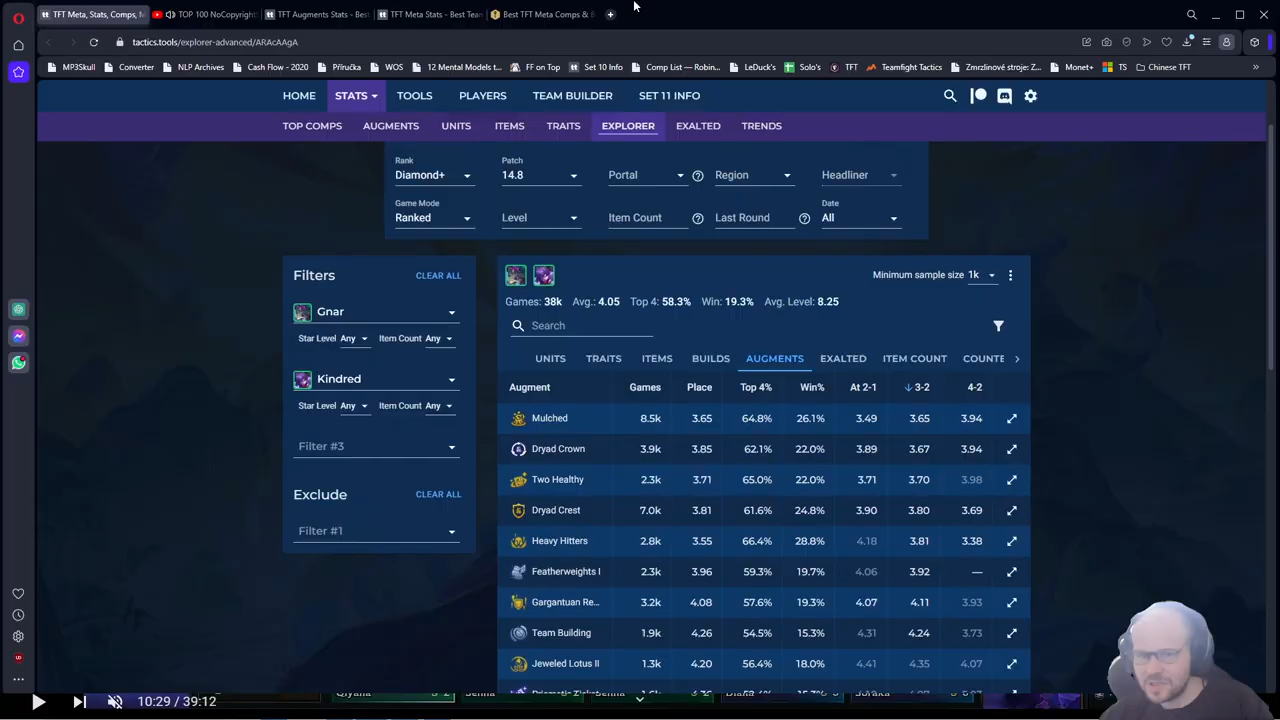 TFT Meta, Stats, Comps, M
TOP 100 NoCopyright
TFT Augments Stats - Bes
TFT Meta Stats - Best Tea
Best TFT Meta Comps & B
tactics.tools/explorer-advanced/ARAcAAgA
MP3Skull
Converter
NLP Archives
Cash Flow - 2020
Příručka
WOS
12 Mental Models t...
FF on Top
Set 10 Info
Comp List — Robin...
LeDuck's
Solo's
TFT
Teamfight Tactics
Zmrzlinové stroje: Z...
Monet+
TS
Chinese TFT
HOME
STATS
TOOLS
PLAYERS
TEAM BUILDER
SET 11 INFO
TOP COMPS
AUGMENTS
UNITS
ITEMS
TRAITS
EXPLORER
EXALTED
TRENDS
Rank
Diamond+
Patch
14.8
Portal
Region
Headliner
Game Mode
Ranked
Level
Item Count
Last Round
Date
All
Filters
CLEAR ALL
Gnar
Star Level Any
Item Count Any
Kindred
Star Level Any
Item Count Any
Filter #3
Exclude
CLEAR ALL
Filter #1
Minimum sample size 1k
Games: 38k Avg.: 4.05 Top 4: 58.3% Win: 19.3% Avg. Level: 8.25
Search
UNITS TRAITS ITEMS BUILDS AUGMENTS EXALTED ITEM COUNT COUNTE
Augment Games Place Top 4% Win% At 2-1 3-2 4-2
Mulched 8.5k 3.65 64.8% 26.1% 3.49 3.65 3.94
Dryad Crown 3.9k 3.85 62.1% 22.0% 3.89 3.67 3.94
Two Healthy 2.3k 3.71 65.0% 22.0% 3.71 3.70 3.98
Dryad Crest 7.0k 3.81 61.6% 24.8% 3.90 3.80 3.69
Heavy Hitters 2.8k 3.55 66.4% 28.8% 4.18 3.81 3.38
Featherweights I 2.3k 3.96 59.3% 19.7% 4.06 3.92 —
Gargantuan Re... 3.2k 4.08 57.6% 19.3% 4.07 4.11 3.93
Team Building 1.9k 4.26 54.5% 15.3% 4.31 4.24 3.73
Jeweled Lotus II 1.3k 4.20 56.4% 18.0% 4.41 4.35 4.07
10:29 / 39:12